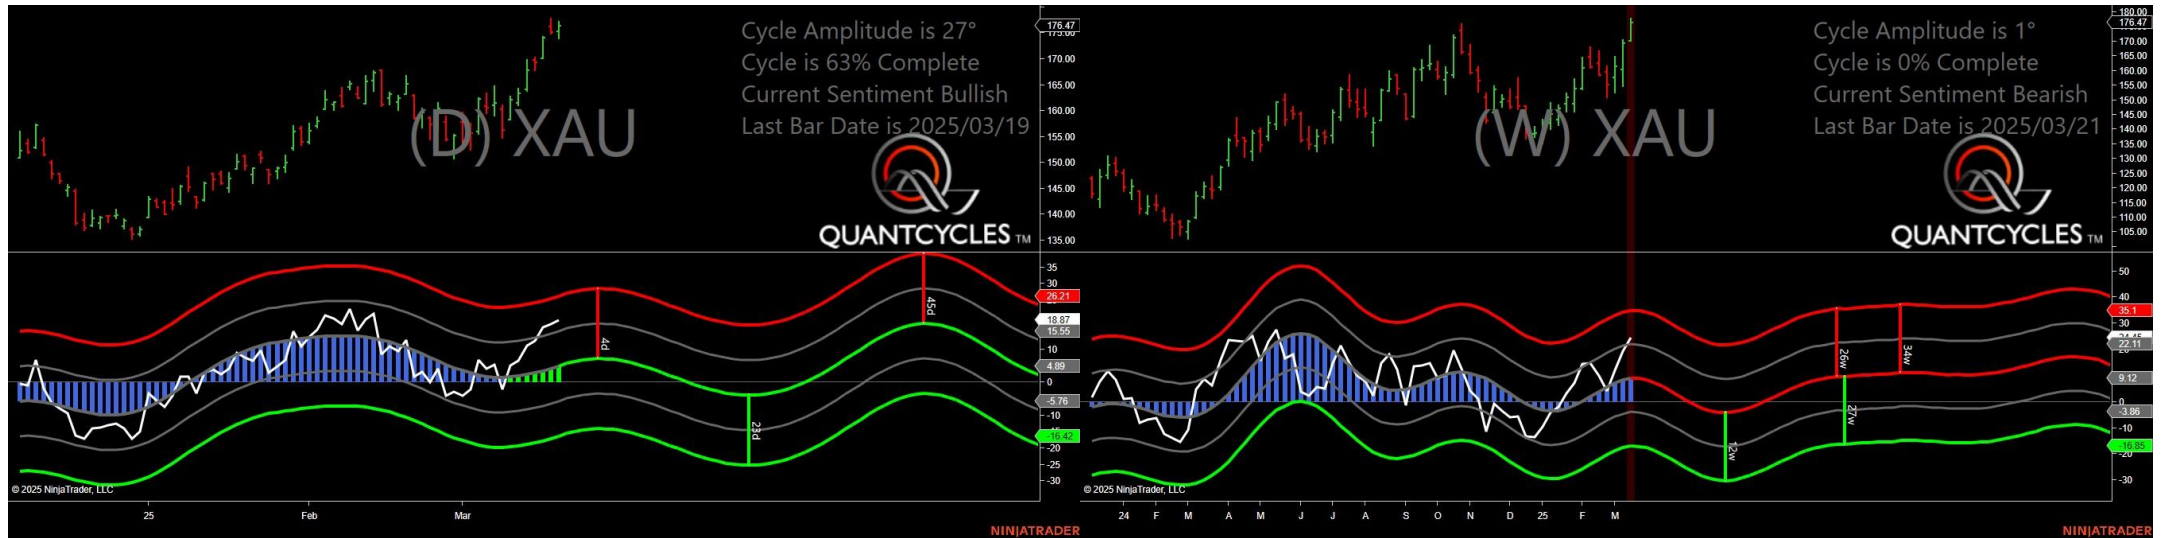 Cycle Amplitude is 27°
Cycle is 63% Complete
Current Sentiment Bullish
Last Bar Date is 2025/03/19
(D) XAU
QUANTCYCLES TM
176.47
175.00
170.00
165.00
160.00
155.00
150.00
145.00
140.00
135.00
35
30
26.21
18.87
15.55
10
4.89
0
-5.76
-10
-16.42
-20
-25
-30
4d
23d
45d
© 2025 NinjaTrader, LLC
25 Feb Mar
NINJATRADER
Cycle Amplitude is 1°
Cycle is 0% Complete
Current Sentiment Bearish
Last Bar Date is 2025/03/21
(W) XAU
QUANTCYCLES TM
180.00
176.47
170.00
165.00
160.00
155.00
150.00
145.00
140.00
135.00
130.00
125.00
120.00
115.00
110.00
105.00
50
40
35.1
30
22.11
9.12
0
-3.86
-10
-16.85
-20
-30
12w
26w
27w
34w
© 2025 NinjaTrader, LLC
24 F M A M J J A S O N D 25 F M
NINJATRADER